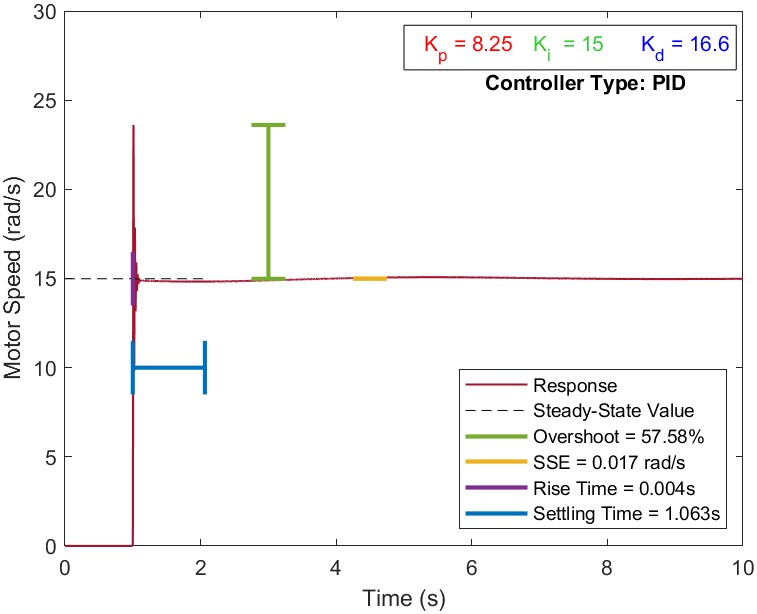 30
25
20
15
10
5
0
0 2 4 6 8 10
Motor Speed (rad/s)
Time (s)
Kp = 8.25 Ki = 15 Kd = 16.6
Controller Type: PID
Response
Steady-State Value
Overshoot = 57.58%
SSE = 0.017 rad/s
Rise Time = 0.004s
Settling Time = 1.063s